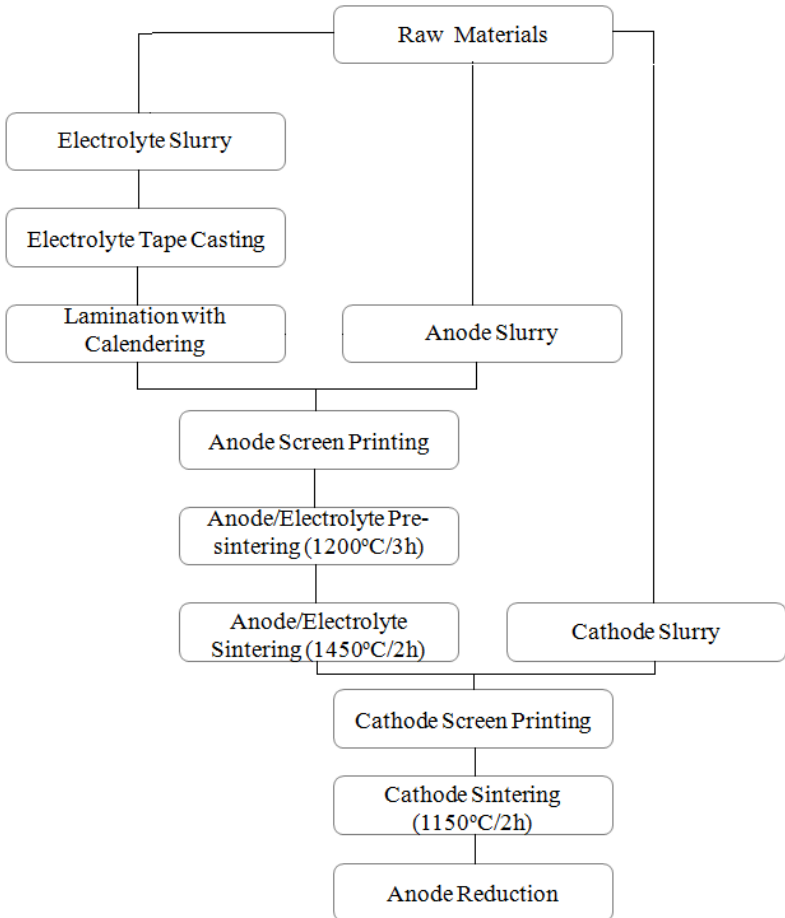 Raw Materials
Electrolyte Slurry
Electrolyte Tape Casting
Lamination with
Calendering
Anode Slurry
Anode Screen Printing
Anode/Electrolyte Pre-
sintering (1200ºC/3h)
Anode/Electrolyte
Sintering (1450ºC/2h)
Cathode Slurry
Cathode Screen Printing
Cathode Sintering
(1150ºC/2h)
Anode Reduction